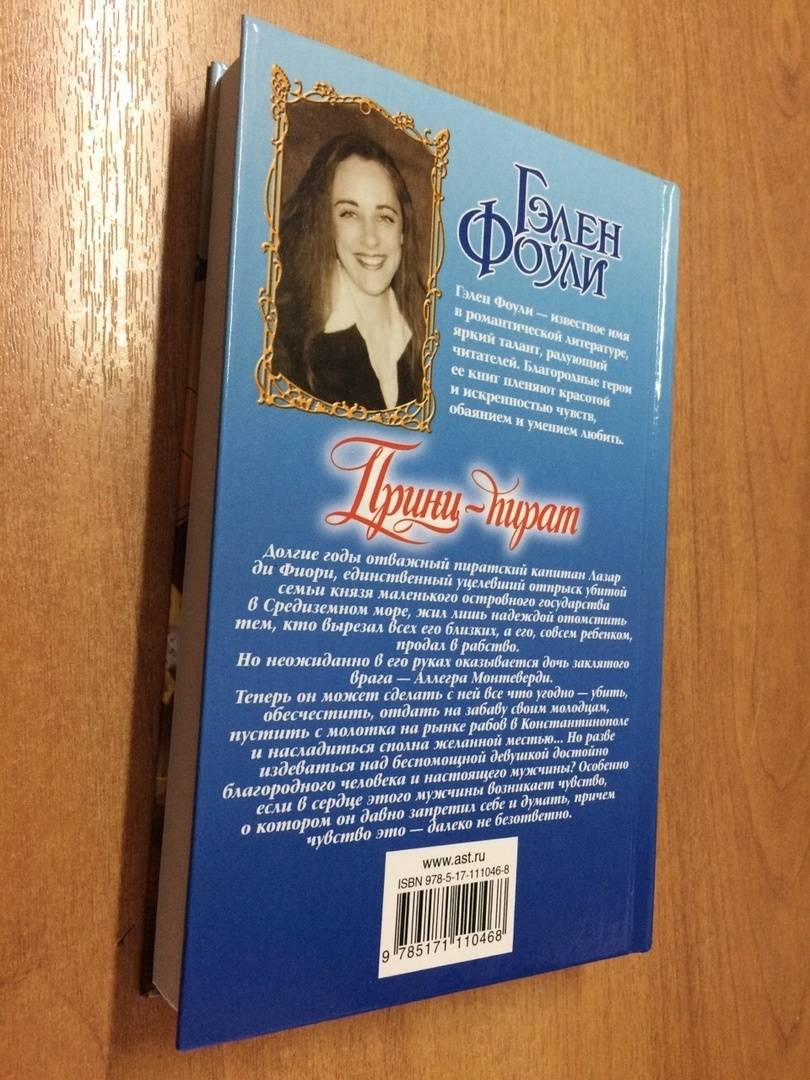 Гэлен
Фоули
Гэлен Фоули — известное имя
в романтической литературе,
яркий талант, радующий
читателей. Благородные герои
ее книг пленяют красотой
и искренностью чувств,
обаянием и умением любить.
Принц-пират
Долгие годы отважный пиратский капитан Лазар
ди Фиори, единственный уцелевший отпрыск убитой
семьи князя маленького островного государства
в Средиземном море, жил лишь надеждой отомстить
тем, кто вырезал всех его близких, а его, совсем ребенком,
продал в рабство.
Но неожиданно в его руках оказывается дочь заклятого
врага — Аллегра Монтеверди.
Теперь он может сделать с ней все что угодно — убить,
обесчестить, отдать на забаву своим молодцам,
пустить с молотка на рынке рабов в Константинополе
и насладиться сполна желанной местью... Но разве
издеваться над беспомощной девушкой достойно
благородного человека и настоящего мужчины? Особенно
если в сердце этого мужчины возникает чувство,
о котором он давно запретил себе и думать, причем
чувство это — далеко не безответно.
www.ast.ru
ISBN 978-5-17-111046-8
9 785171 110468